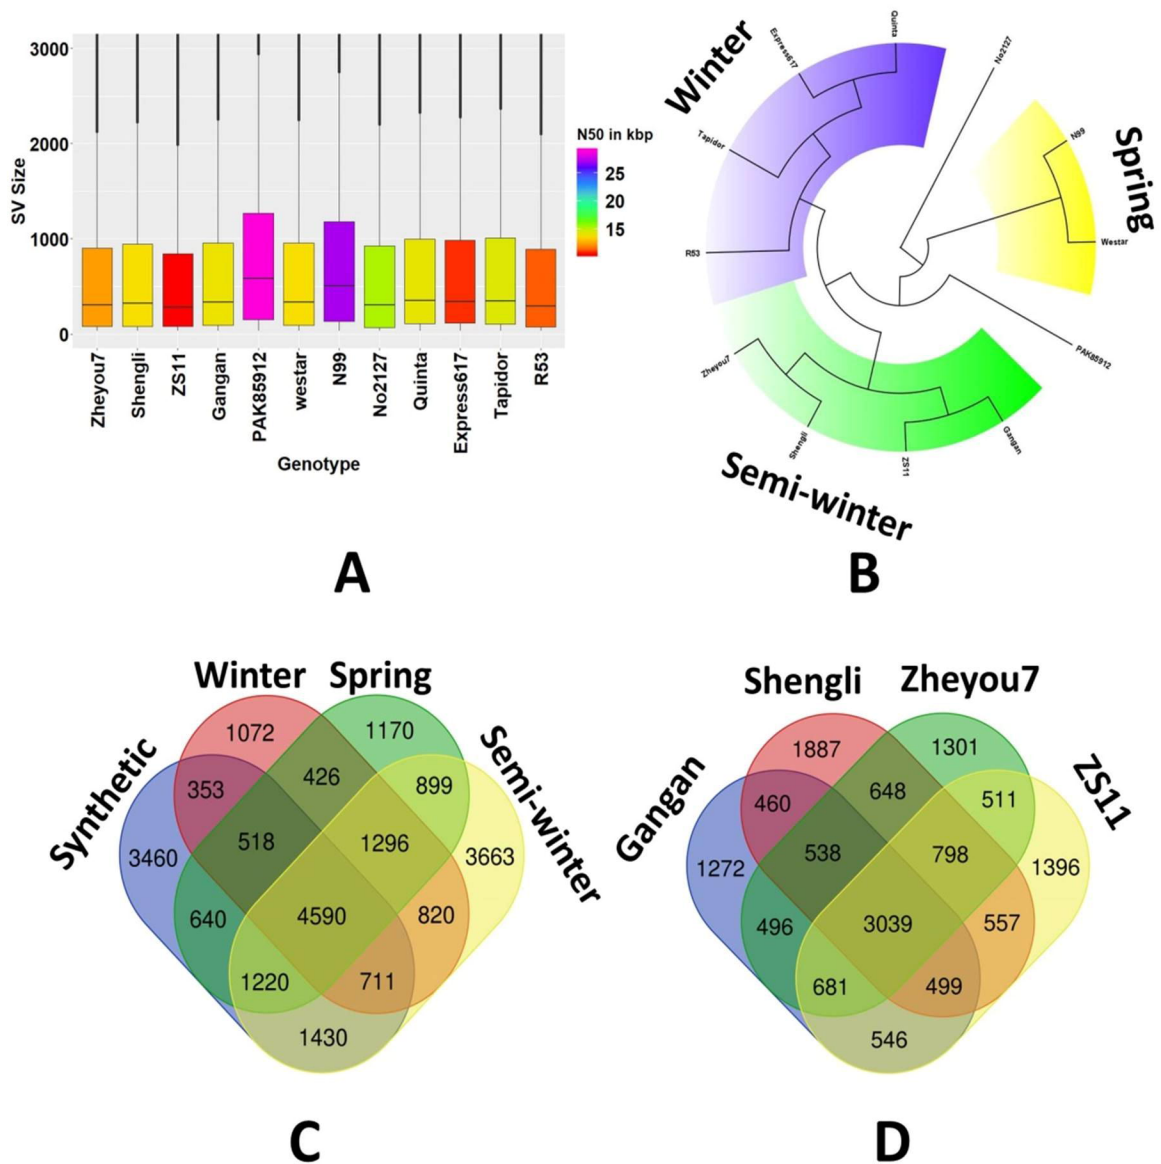 3000
2000
1000
0
SV Size
N50 in kbp
25
20
15
Zheyou7
Shengli
ZS11
Gangan
PAK85912
westar
N99
No2127
Quinta
Express617
Tapidor
R53
Genotype
A
Winter
Spring
Semi-winter
Quinta
Express617
Tapidor
R53
No2127
N99
Westar
PAK85912
Zheyou7
Shengli
ZS11
Gangan
B
Winter Spring
Synthetic
Semi-winter
1072
1170
353
426
899
518
1296
3460
3663
640
4590
820
1220
711
1430
C
Shengli Zheyou7
Gangan
ZS11
1887
1301
460
648
511
538
798
1272
1396
496
3039
557
681
499
546
D